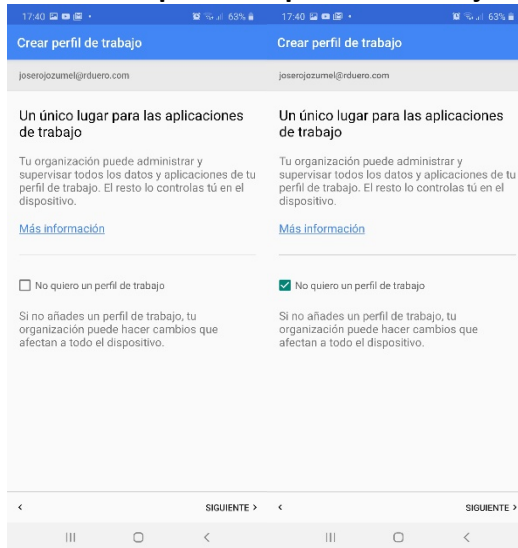 17:40 63%
Crear perfil de trabajo
joserojozumel@rduero.com
Un único lugar para las aplicaciones
de trabajo
Tu organización puede administrar y
supervisar todos los datos y aplicaciones de tu
perfil de trabajo. El resto lo controlas tú en el
dispositivo.
Más información
No quiero un perfil de trabajo
Si no añades un perfil de trabajo, tu
organización puede hacer cambios que
afectan a todo el dispositivo.
< SIGUIENTE >
17:40 63%
Crear perfil de trabajo
joserojozumel@rduero.com
Un único lugar para las aplicaciones
de trabajo
Tu organización puede administrar y
supervisar todos los datos y aplicaciones de tu
perfil de trabajo. El resto lo controlas tú en el
dispositivo.
Más información
No quiero un perfil de trabajo
Si no añades un perfil de trabajo, tu
organización puede hacer cambios que
afectan a todo el dispositivo.
< SIGUIENTE >